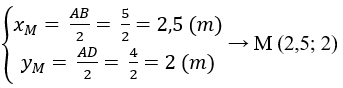 x_M = AB/2 = 5/2 = 2,5 (m)
y_M = AD/2 = 4/2 = 2 (m)
→ M (2,5; 2)